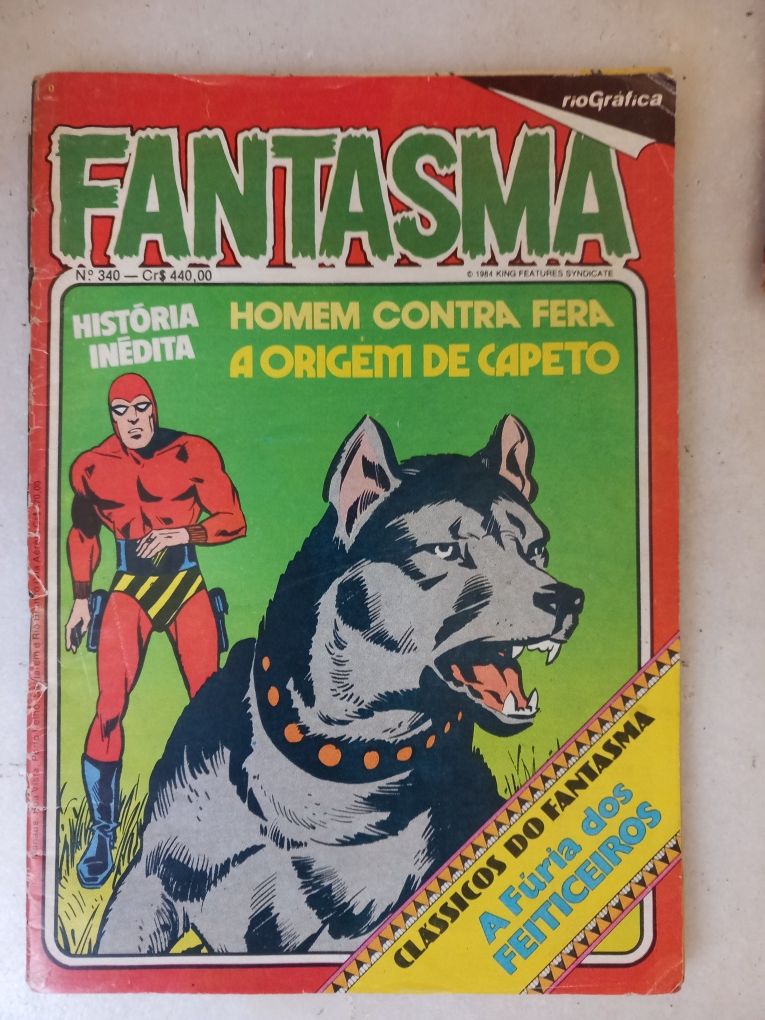 rioGráfica
FANTASMA
Nº 340 — Cr$ 440,00
© 1984 KING FEATURES SYNDICATE
HISTÓRIA
INÉDITA
HOMEM CONTRA FERA
A ORIGEM DE CAPETO
CLÁSSICOS DO FANTASMA
A Fúria dos
FEITICEIROS